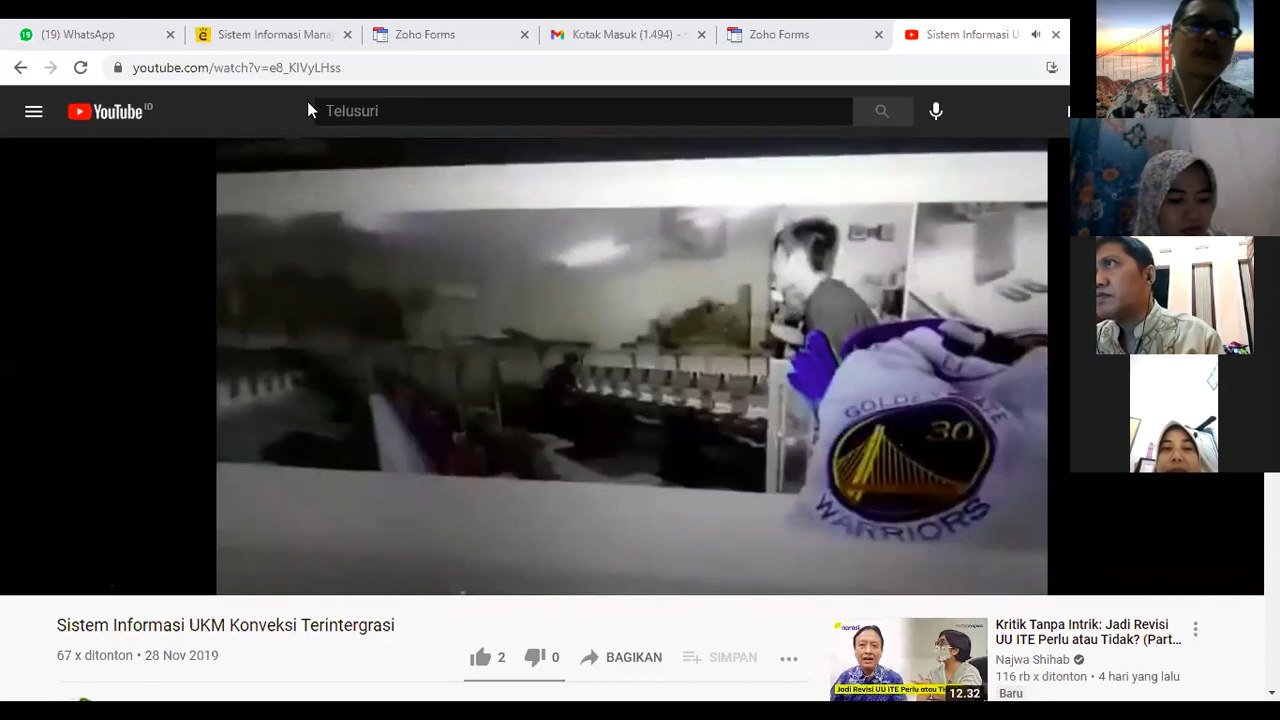 (19) WhatsApp
Sistem Informasi Mana
Zoho Forms
Kotak Masuk (1.494) -
Zoho Forms
Sistem Informasi U
youtube.com/watch?v=e8_KIVyLHss
YouTube ID
Telusuri
GOLDEN STATE
30
WARRIORS
Sistem Informasi UKM Konveksi Terintergrasi
67 x ditonton • 28 Nov 2019
2
0
BAGIKAN
SIMPAN
narasi
Jadi Revisi UU ITE Perlu atau Tidak?
12.32
Kritik Tanpa Intrik: Jadi Revisi
UU ITE Perlu atau Tidak? (Part...
Najwa Shihab
116 rb x ditonton • 4 hari yang lalu
Baru